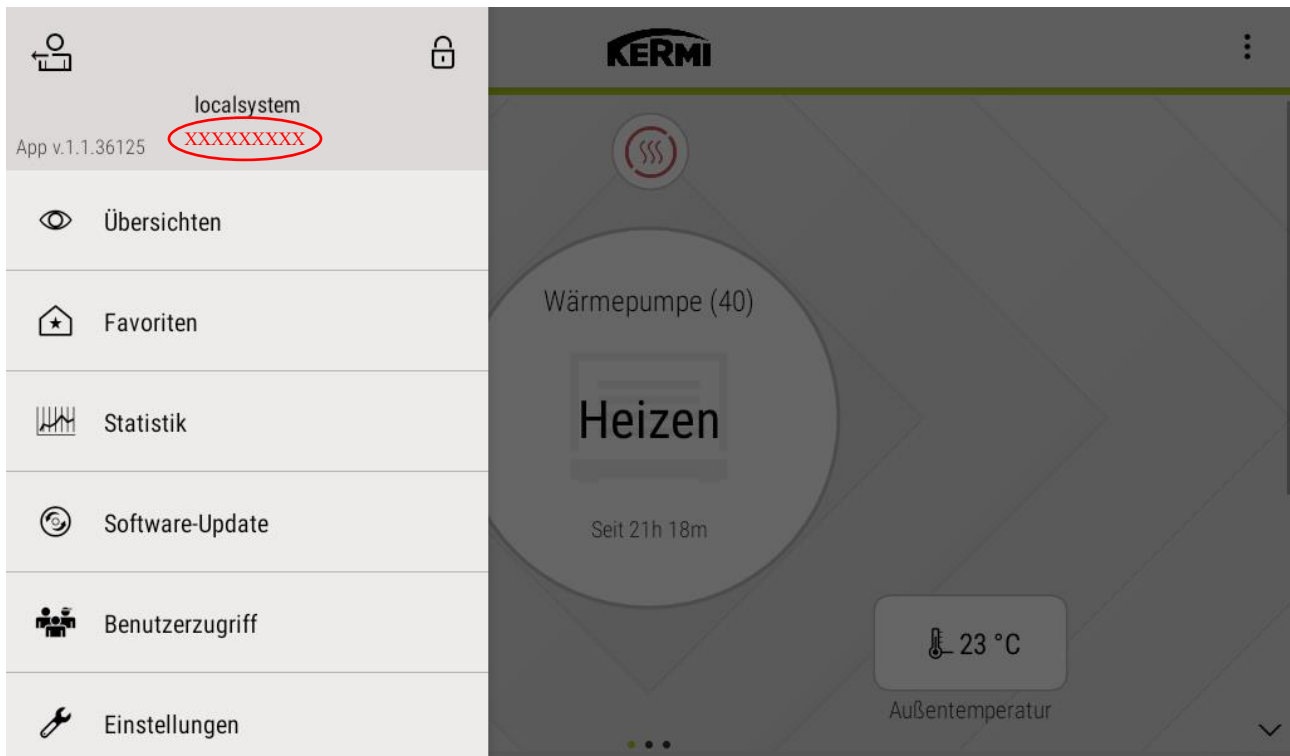 localsystem
App v.1.1.36125
XXXXXXXXX
Übersichten
Favoriten
Statistik
Software-Update
Benutzerzugriff
Einstellungen
KERMI
Wärmepumpe (40)
Heizen
Seit 21h 18m
23 °C
Außentemperatur